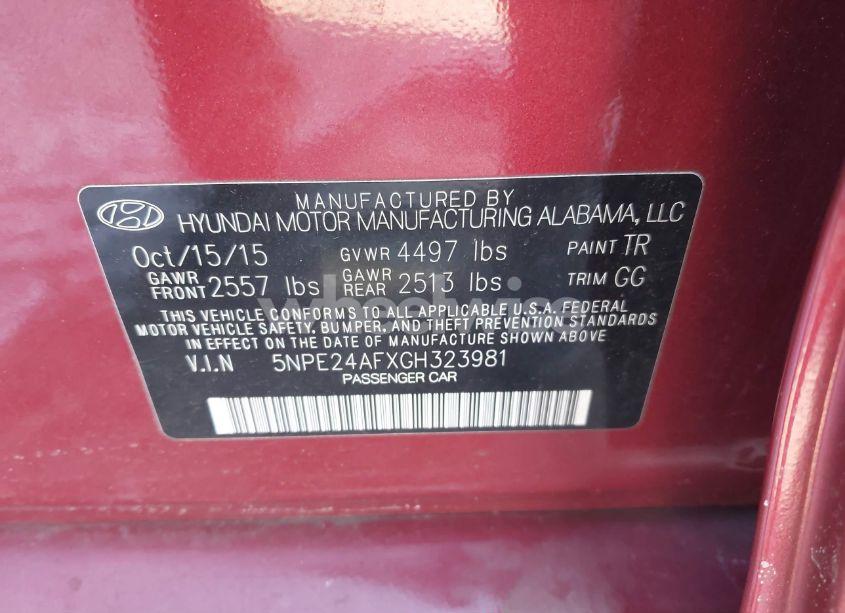 MANUFACTURED BY
HYUNDAI MOTOR MANUFACTURING ALABAMA, LLC
Oct/15/15 GVWR 4497 lbs PAINT TR
GAWR FRONT 2557 lbs GAWR REAR 2513 lbs TRIM GG
THIS VEHICLE CONFORMS TO ALL APPLICABLE U.S.A. FEDERAL
MOTOR VEHICLE SAFETY, BUMPER, AND THEFT PREVENTION STANDARDS
IN EFFECT ON THE DATE OF MANUFACTURE SHOWN ABOVE
V.I.N 5NPE24AFXGH323981
PASSENGER CAR